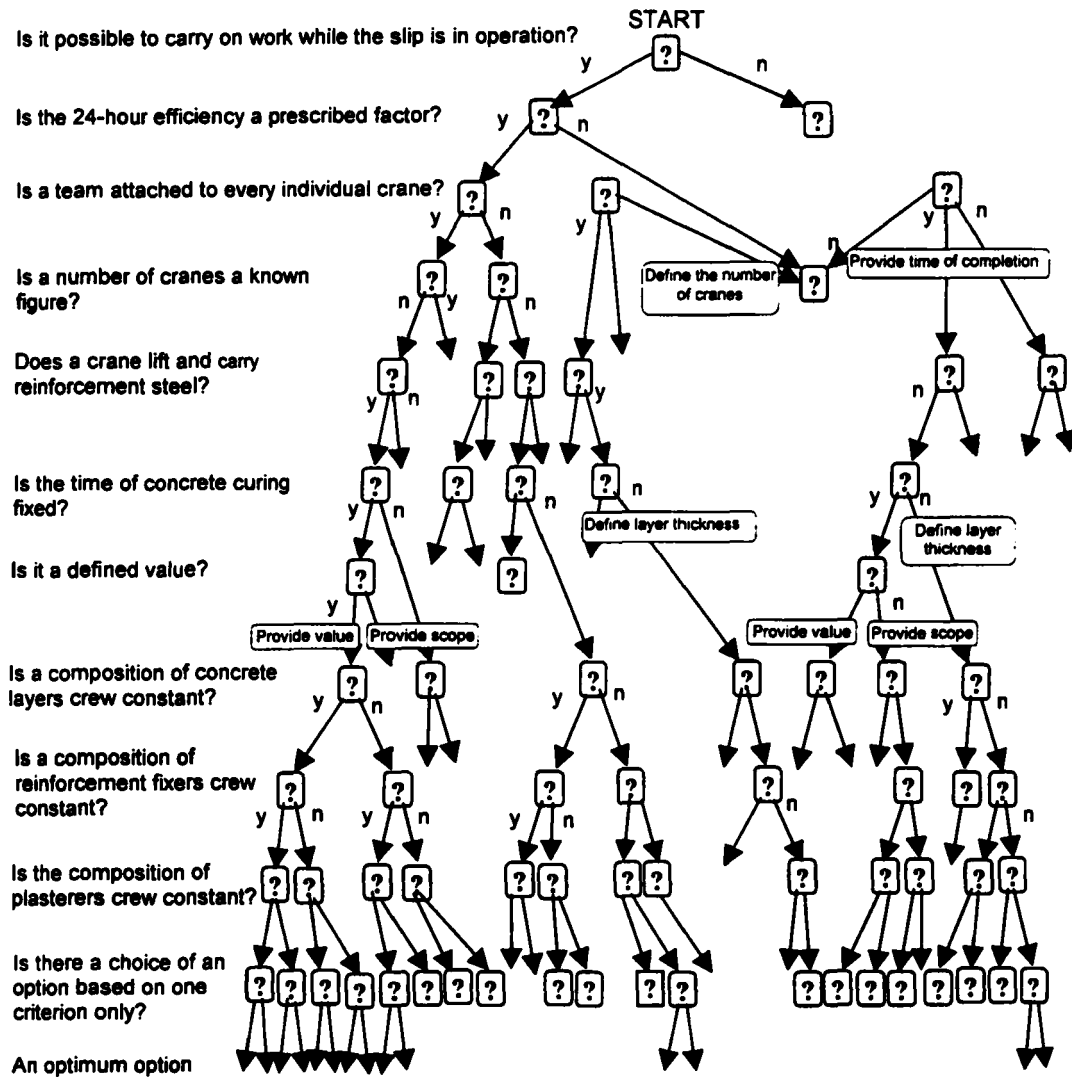 START
Is it possible to carry on work while the slip is in operation?
?
y
n
Is the 24-hour efficiency a prescribed factor?
? ?
y n
Is a team attached to every individual crane?
? ? ?
y n y y n
n
Is a number of cranes a known
figure?
? ? ?
Define the number
of cranes
Provide time of completion
n y n
Does a crane lift and carry
reinforcement steel?
? ? ? ? ? ?
y n y n
Is the time of concrete curing
fixed?
? ? ? ? ?
y n n n y n
Define layer thickness
Define layer
thickness
Is it a defined value?
? ? ?
y n
Provide value Provide scope Provide value Provide scope
Is a composition of concrete
layers crew constant?
? ? ? ? ? ? ?
y n y n y n
Is a composition of
reinforcement fixers crew
constant?
? ? ? ? ? ? ? ?
y n y n y n n n
Is the composition of
plasterers crew constant?
? ? ? ? ? ? ? ? ? ? ? ? ?
Is there a choice of an
option based on one
criterion only?
? ? ? ? ? ? ? ? ? ? ? ? ? ? ? ? ? ? ? ?
An optimum option